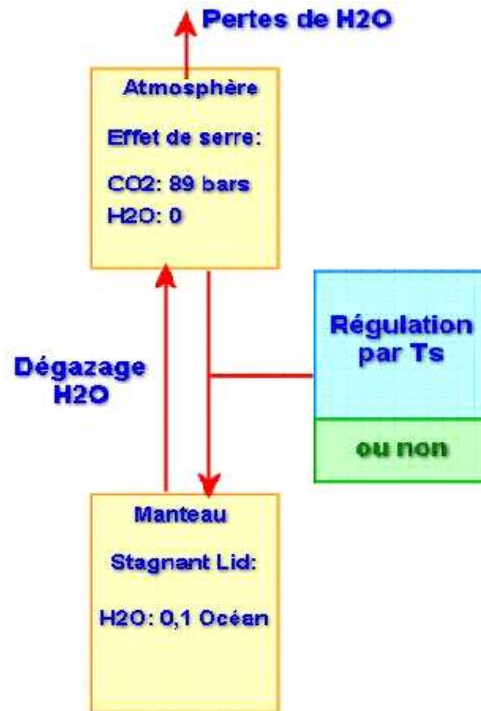 Pertes de H2O
Atmosphère
Effet de serre:
CO2: 89 bars
H2O: 0
Régulation
par Ts
ou non
Dégazage
H2O
Manteau
Stagnant Lid:
H2O: 0,1 Océan